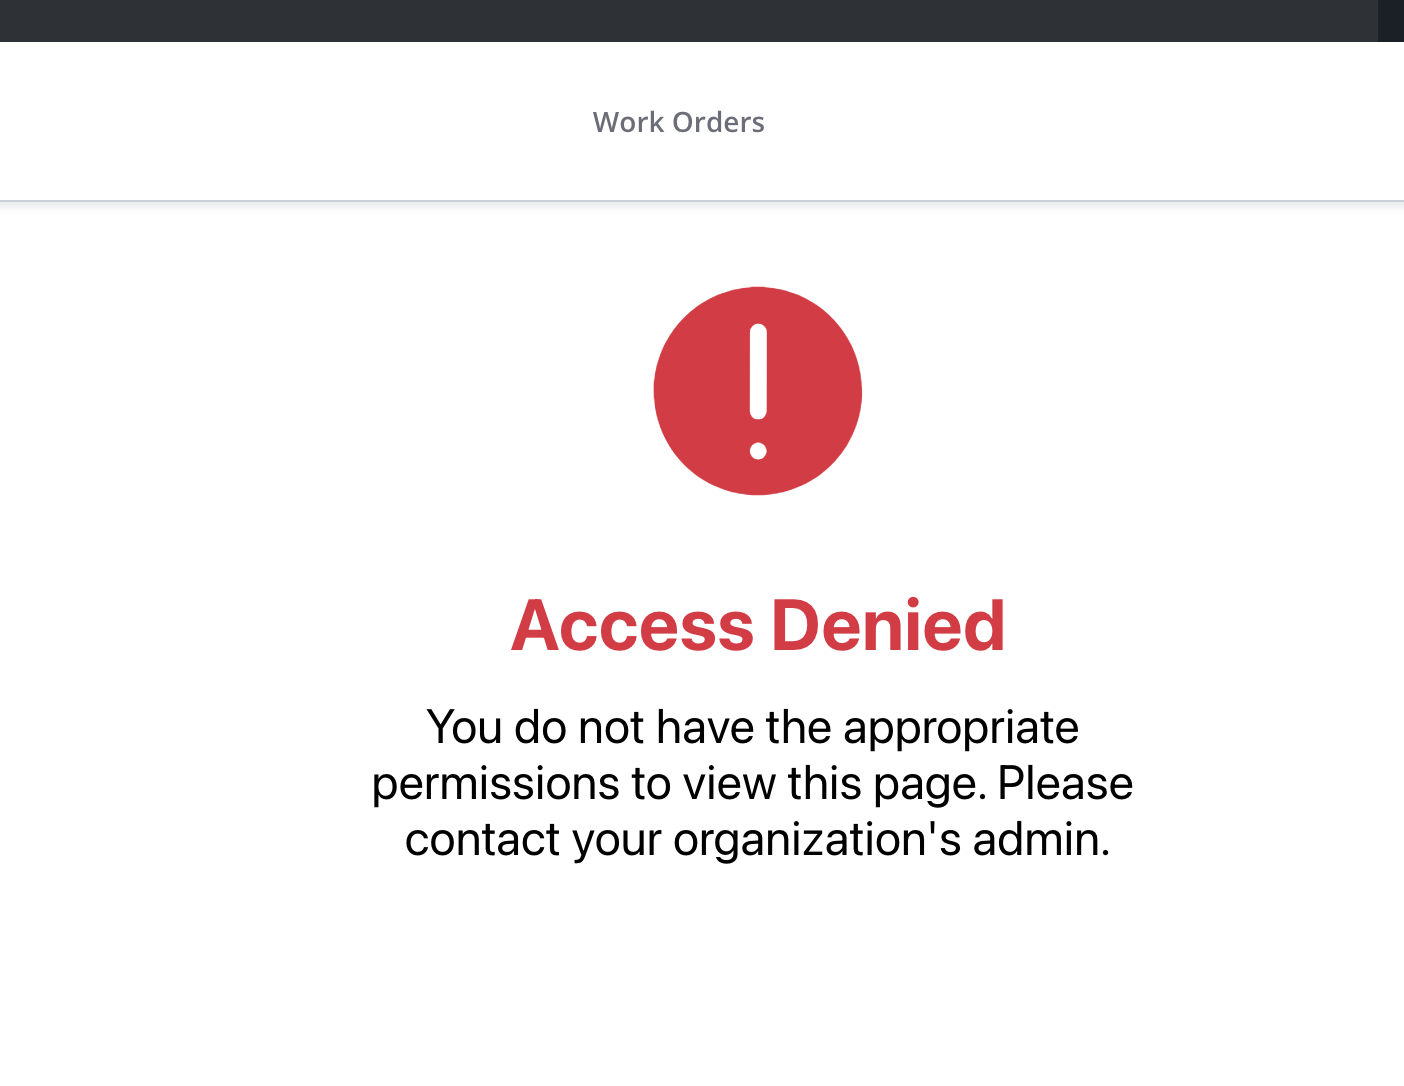 Work Orders
Access Denied
You do not have the appropriate
permissions to view this page. Please
contact your organization's admin.